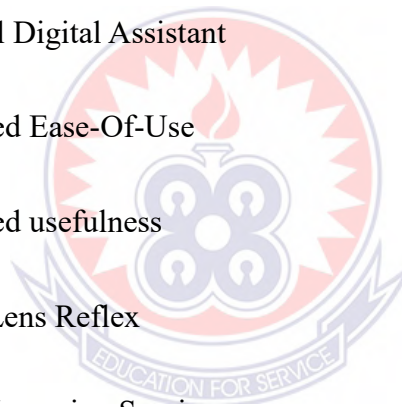 l Digital Assistant
ed Ease-Of-Use
ed usefulness
Lens Reflex
EDUCATION FOR SERVICE